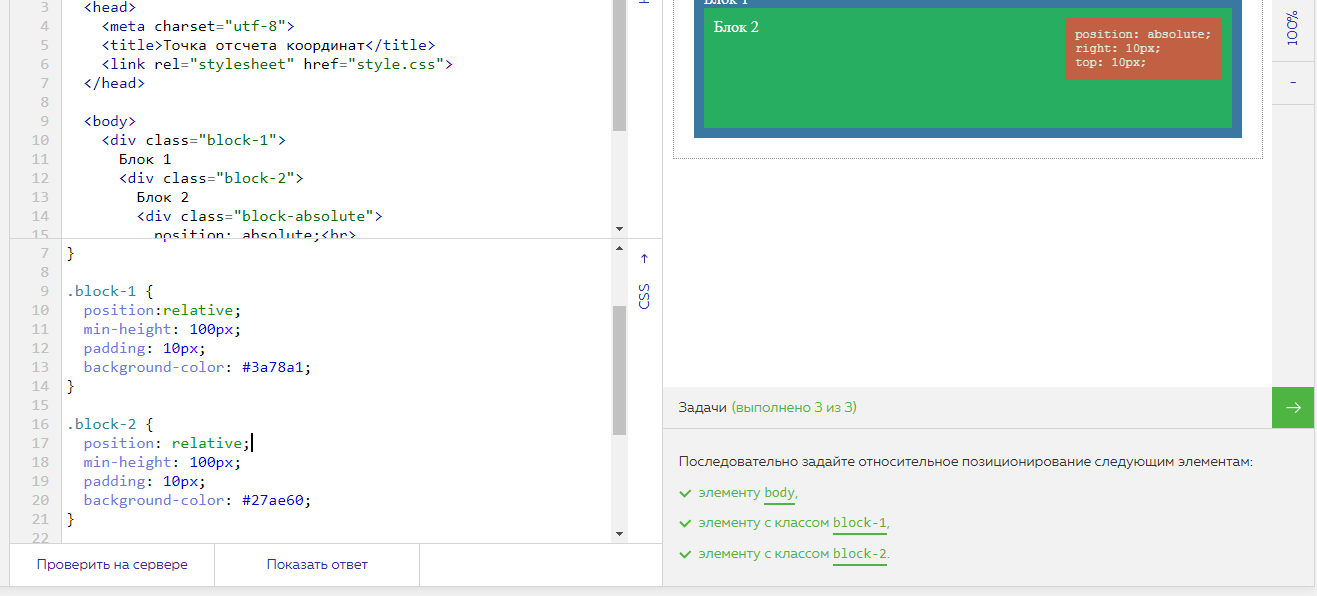 3 <head>
4 <meta charset="utf-8">
5 <title>Точка отсчета координат</title>
6 <link rel="stylesheet" href="style.css">
7 </head>
8
9 <body>
10 <div class="block-1">
11 Блок 1
12 <div class="block-2">
13 Блок 2
14 <div class="block-absolute">
15 position: absolute;<br>
7 }
8
9 .block-1 {
10 position:relative;
11 min-height: 100px;
12 padding: 10px;
13 background-color: #3a78a1;
14 }
15
16 .block-2 {
17 position: relative;
18 min-height: 100px;
19 padding: 10px;
20 background-color: #27ae60;
21 }
22
CSS
Проверить на сервере
Показать ответ
Блок 1
Блок 2
position: absolute;
right: 10px;
top: 10px;
100%
-
Задачи (выполнено 3 из 3)
Последовательно задайте относительное позиционирование следующим элементам:
элементу body,
элементу с классом block-1,
элементу с классом block-2.